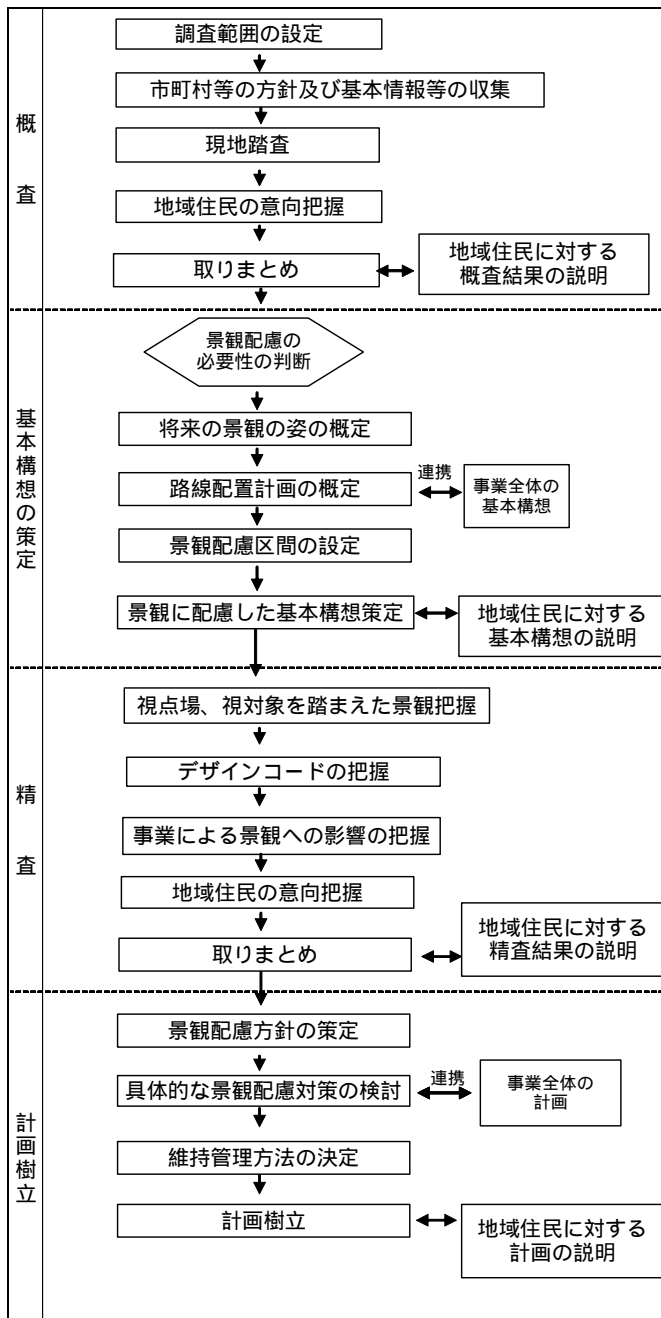 概査
調査範囲の設定
市町村等の方針及び基本情報等の収集
現地踏査
地域住民の意向把握
取りまとめ
地域住民に対する
概査結果の説明
基本構想の策定
景観配慮の
必要性の判断
将来の景観の姿の概定
路線配置計画の概定
連携
事業全体の
基本構想
景観配慮区間の設定
景観に配慮した基本構想策定
地域住民に対する
基本構想の説明
精査
視点場、視対象を踏まえた景観把握
デザインコードの把握
事業による景観への影響の把握
地域住民の意向把握
取りまとめ
地域住民に対する
精査結果の説明
計画樹立
景観配慮方針の策定
具体的な景観配慮対策の検討
連携
事業全体の
計画
維持管理方法の決定
計画樹立
地域住民に対する
計画の説明